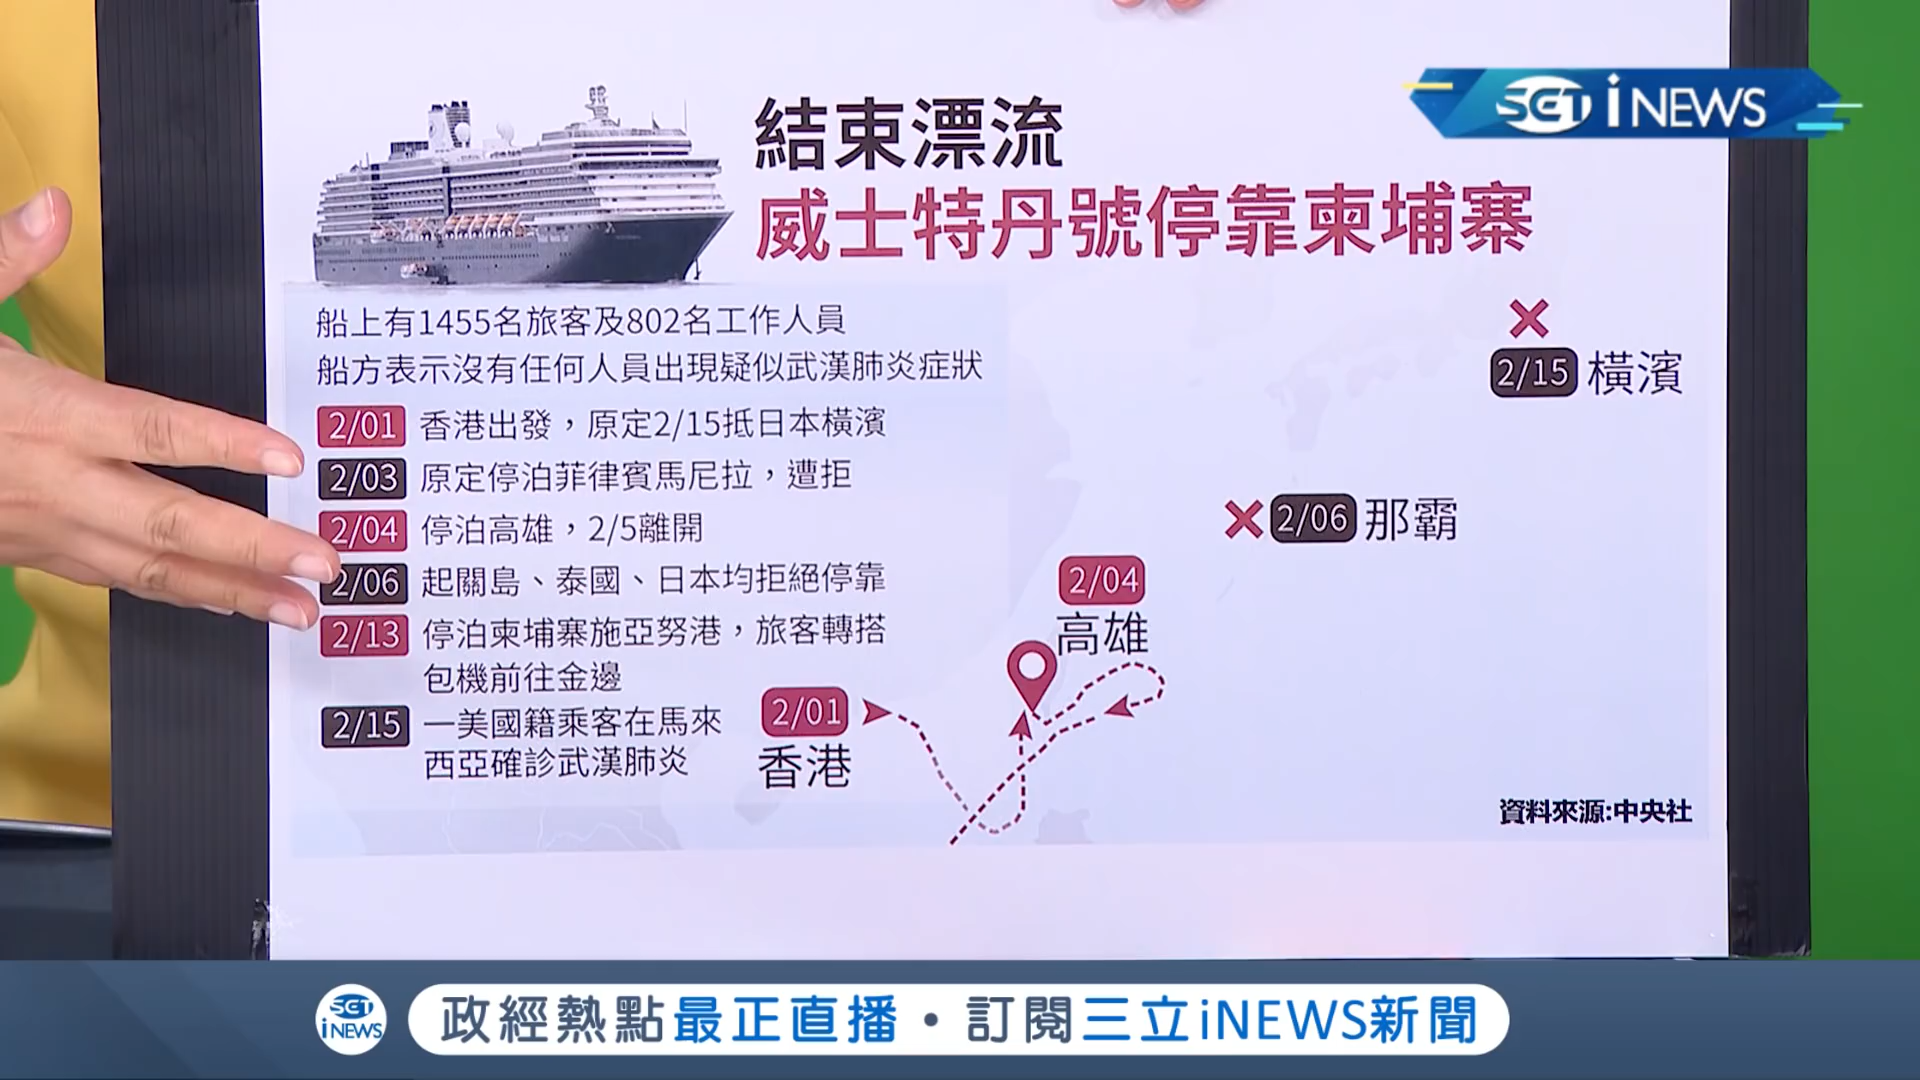 SET iNEWS
結束漂流
威士特丹號停靠柬埔寨
船上有1455名旅客及802名工作人員
船方表示沒有任何人員出現疑似武漢肺炎症狀
2/01 香港出發，原定2/15抵日本橫濱
2/03 原定停泊菲律賓馬尼拉，遭拒
2/04 停泊高雄，2/5離開
2/06 起關島、泰國、日本均拒絕停靠
2/13 停泊柬埔寨施亞努港，旅客轉搭
包機前往金邊
2/15 一美國籍乘客在馬來
西亞確診武漢肺炎
2/15 橫濱
2/06 那霸
2/04
高雄
2/01
香港
資料來源:中央社
SET
iNEWS
政經熱點最正直播・訂閱三立iNEWS新聞